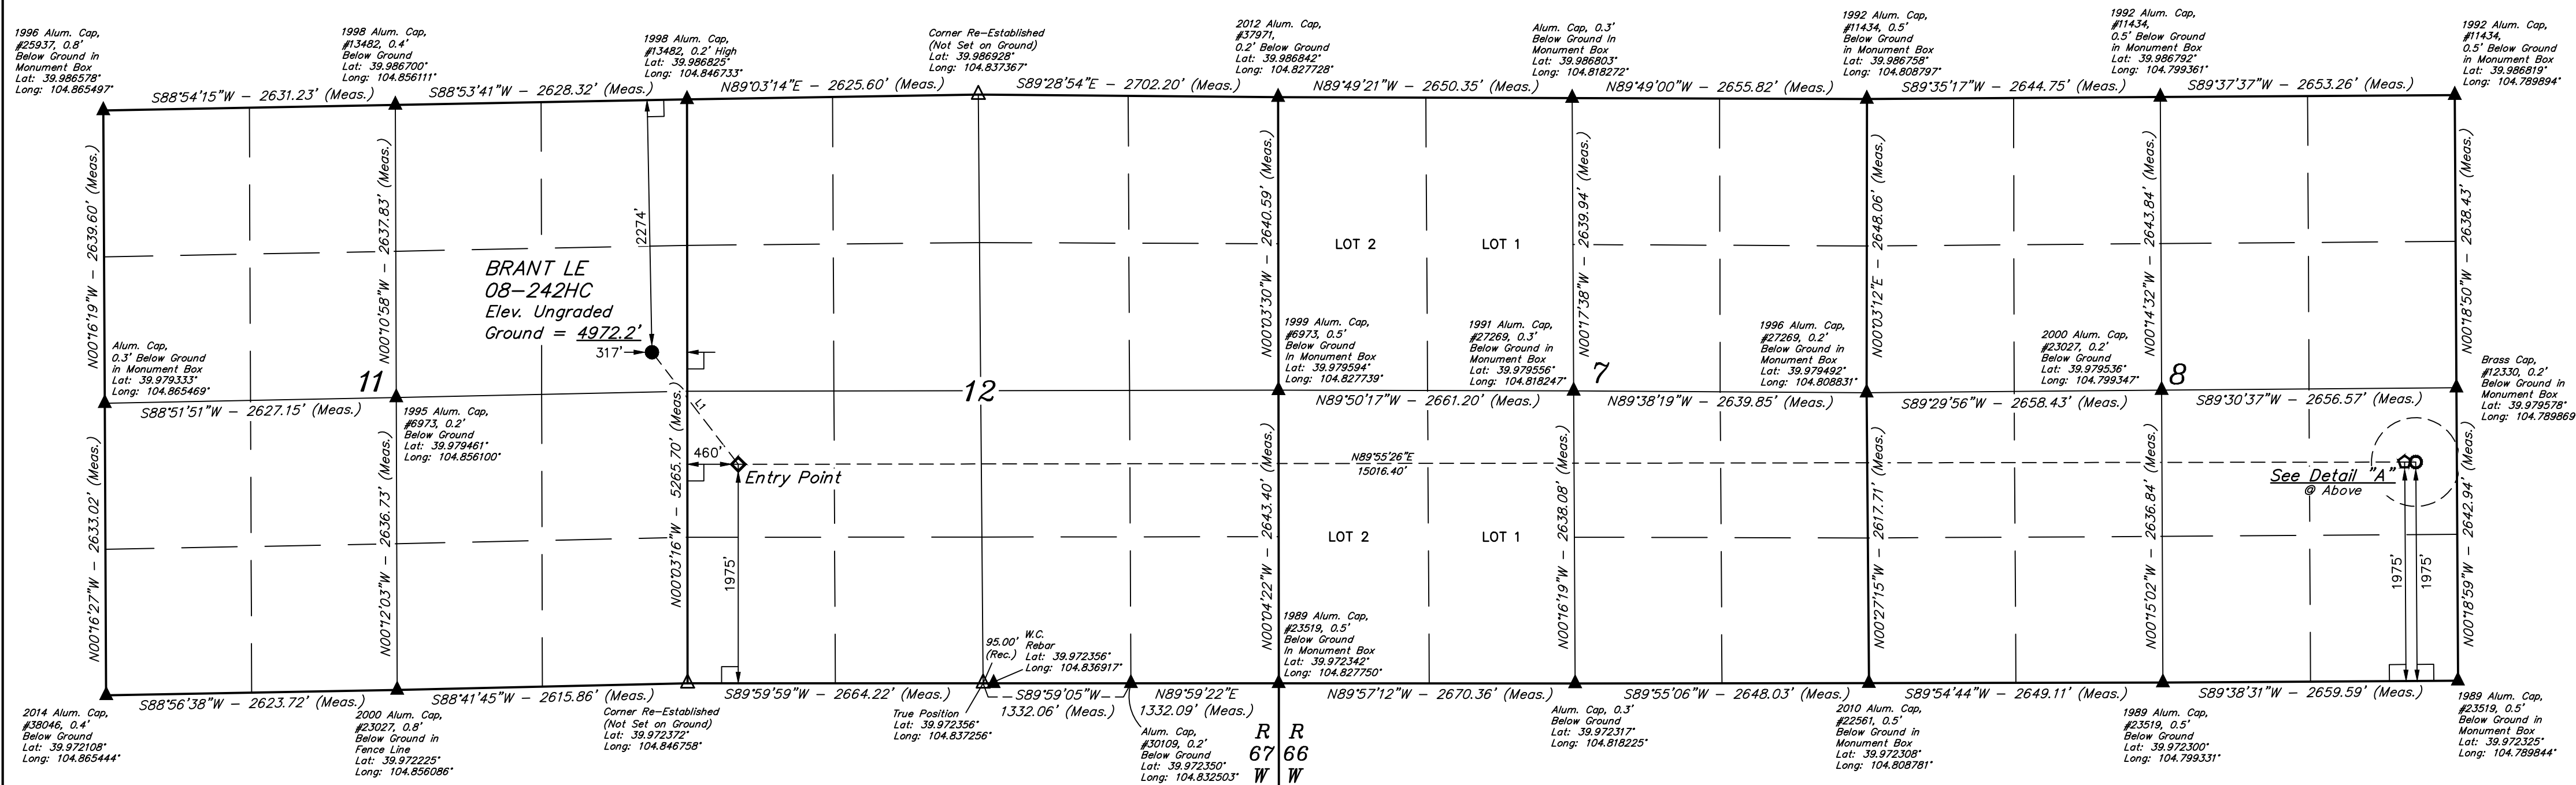 1996 Alum. Cap,
#25937, 0.8'
Below Ground in
Monument Box
Lat: 39.986578°
Long: 104.865497°
1998 Alum. Cap,
#13482, 0.4'
Below Ground
Lat: 39.986700°
Long: 104.856111°
1998 Alum. Cap,
#13482, 0.2' High
Lat: 39.986825°
Long: 104.846733°
Corner Re-Established
(Not Set on Ground)
Lat: 39.986928°
Long: 104.837367°
2012 Alum. Cap,
#37971,
0.2' Below Ground
Lat: 39.986842°
Long: 104.827728°
Alum. Cap, 0.3'
Below Ground In
Monument Box
Lat: 39.986803°
Long: 104.818272°
1992 Alum. Cap,
#11434, 0.5'
Below Ground
in Monument Box
Lat: 39.986758°
Long: 104.808797°
1992 Alum. Cap,
#11434,
0.5' Below Ground
in Monument Box
Lat: 39.986792°
Long: 104.799361°
1992 Alum. Cap,
#11434,
0.5' Below Ground
in Monument Box
Lat: 39.986819°
Long: 104.789894°
S88°54'15"W - 2631.23' (Meas.)
S88°53'41"W - 2628.32' (Meas.)
N89°03'14"E - 2625.60' (Meas.)
S89°28'54"E - 2702.20' (Meas.)
N89°49'21"W - 2650.35' (Meas.)
N89°49'00"W - 2655.82' (Meas.)
S89°35'17"W - 2644.75' (Meas.)
S89°37'37"W - 2653.26' (Meas.)
N00°16'19"W - 2639.60' (Meas.)
N00°10'58"W - 2637.83' (Meas.)
2274'
N00°03'30"W - 2640.59' (Meas.)
N00°17'38"W - 2639.94' (Meas.)
N00°03'12"E - 2648.06' (Meas.)
N00°14'32"W - 2643.84' (Meas.)
N00°18'50"W - 2638.43' (Meas.)
LOT 2
LOT 1
BRANT LE
08-242HC
Elev. Ungraded
Ground = 4972.2'
317'
Alum. Cap,
0.3' Below Ground
in Monument Box
Lat: 39.979333°
Long: 104.865469°
11
12
1999 Alum. Cap,
#6973, 0.5'
Below Ground
In Monument Box
Lat: 39.979594°
Long: 104.827739°
1991 Alum. Cap,
#27269, 0.3'
Below Ground in
Monument Box
Lat: 39.979556°
Long: 104.818247°
7
1996 Alum. Cap,
#27269, 0.2'
Below Ground in
Monument Box
Lat: 39.979492°
Long: 104.808831°
2000 Alum. Cap,
#23027, 0.2'
Below Ground
Lat: 39.979536°
Long: 104.799347°
8
Brass Cap,
#12330, 0.2'
Below Ground in
Monument Box
Lat: 39.979578°
Long: 104.789869°
S88°51'51"W - 2627.15' (Meas.)
1995 Alum. Cap,
#6973, 0.2'
Below Ground
Lat: 39.979461°
Long: 104.856100°
L1
N89°50'17"W - 2661.20' (Meas.)
N89°38'19"W - 2639.85' (Meas.)
S89°29'56"W - 2658.43' (Meas.)
S89°30'37"W - 2656.57' (Meas.)
460'
Entry Point
N89°55'26"E
15016.40'
See Detail "A"
@ Above
N00°16'27"W - 2633.02' (Meas.)
N00°12'03"W - 2636.73' (Meas.)
N00°03'16"W - 5265.70' (Meas.)
1975'
N00°04'22"W - 2643.40' (Meas.)
LOT 2
LOT 1
N00°16'19"W - 2638.08' (Meas.)
N00°27'15"W - 2617.71' (Meas.)
N00°15'02"W - 2636.84' (Meas.)
1975'
1975'
N00°18'59"W - 2642.94' (Meas.)
95.00'
(Rec.)
W.C.
Rebar
Lat: 39.972356°
Long: 104.836917°
1989 Alum. Cap,
#23519, 0.5'
Below Ground
In Monument Box
Lat: 39.972342°
Long: 104.827750°
S88°56'38"W - 2623.72' (Meas.)
S88°41'45"W - 2615.86' (Meas.)
S89°59'59"W - 2664.22' (Meas.)
S89°59'05"W
1332.06' (Meas.)
N89°59'22"E
1332.09' (Meas.)
N89°57'12"W - 2670.36' (Meas.)
S89°55'06"W - 2648.03' (Meas.)
S89°54'44"W - 2649.11' (Meas.)
S89°38'31"W - 2659.59' (Meas.)
2014 Alum. Cap,
#38046, 0.4'
Below Ground
Lat: 39.972108°
Long: 104.865444°
2000 Alum. Cap,
#23027, 0.8'
Below Ground in
Fence Line
Lat: 39.972225°
Long: 104.856086°
Corner Re-Established
(Not Set on Ground)
Lat: 39.972372°
Long: 104.846758°
True Position
Lat: 39.972356°
Long: 104.837256°
Alum. Cap,
#30109, 0.2'
Below Ground
Lat: 39.972350°
Long: 104.832503°
R R
67 66
W W
Alum. Cap, 0.3'
Below Ground
Lat: 39.972317°
Long: 104.818225°
2010 Alum. Cap,
#22561, 0.5'
Below Ground in
Monument Box
Lat: 39.972308°
Long: 104.808781°
1989 Alum. Cap,
#23519, 0.5'
Below Ground
Lat: 39.972300°
Long: 104.799331°
1989 Alum. Cap,
#23519, 0.5'
Below Ground in
Monument Box
Lat: 39.972325°
Long: 104.789844°